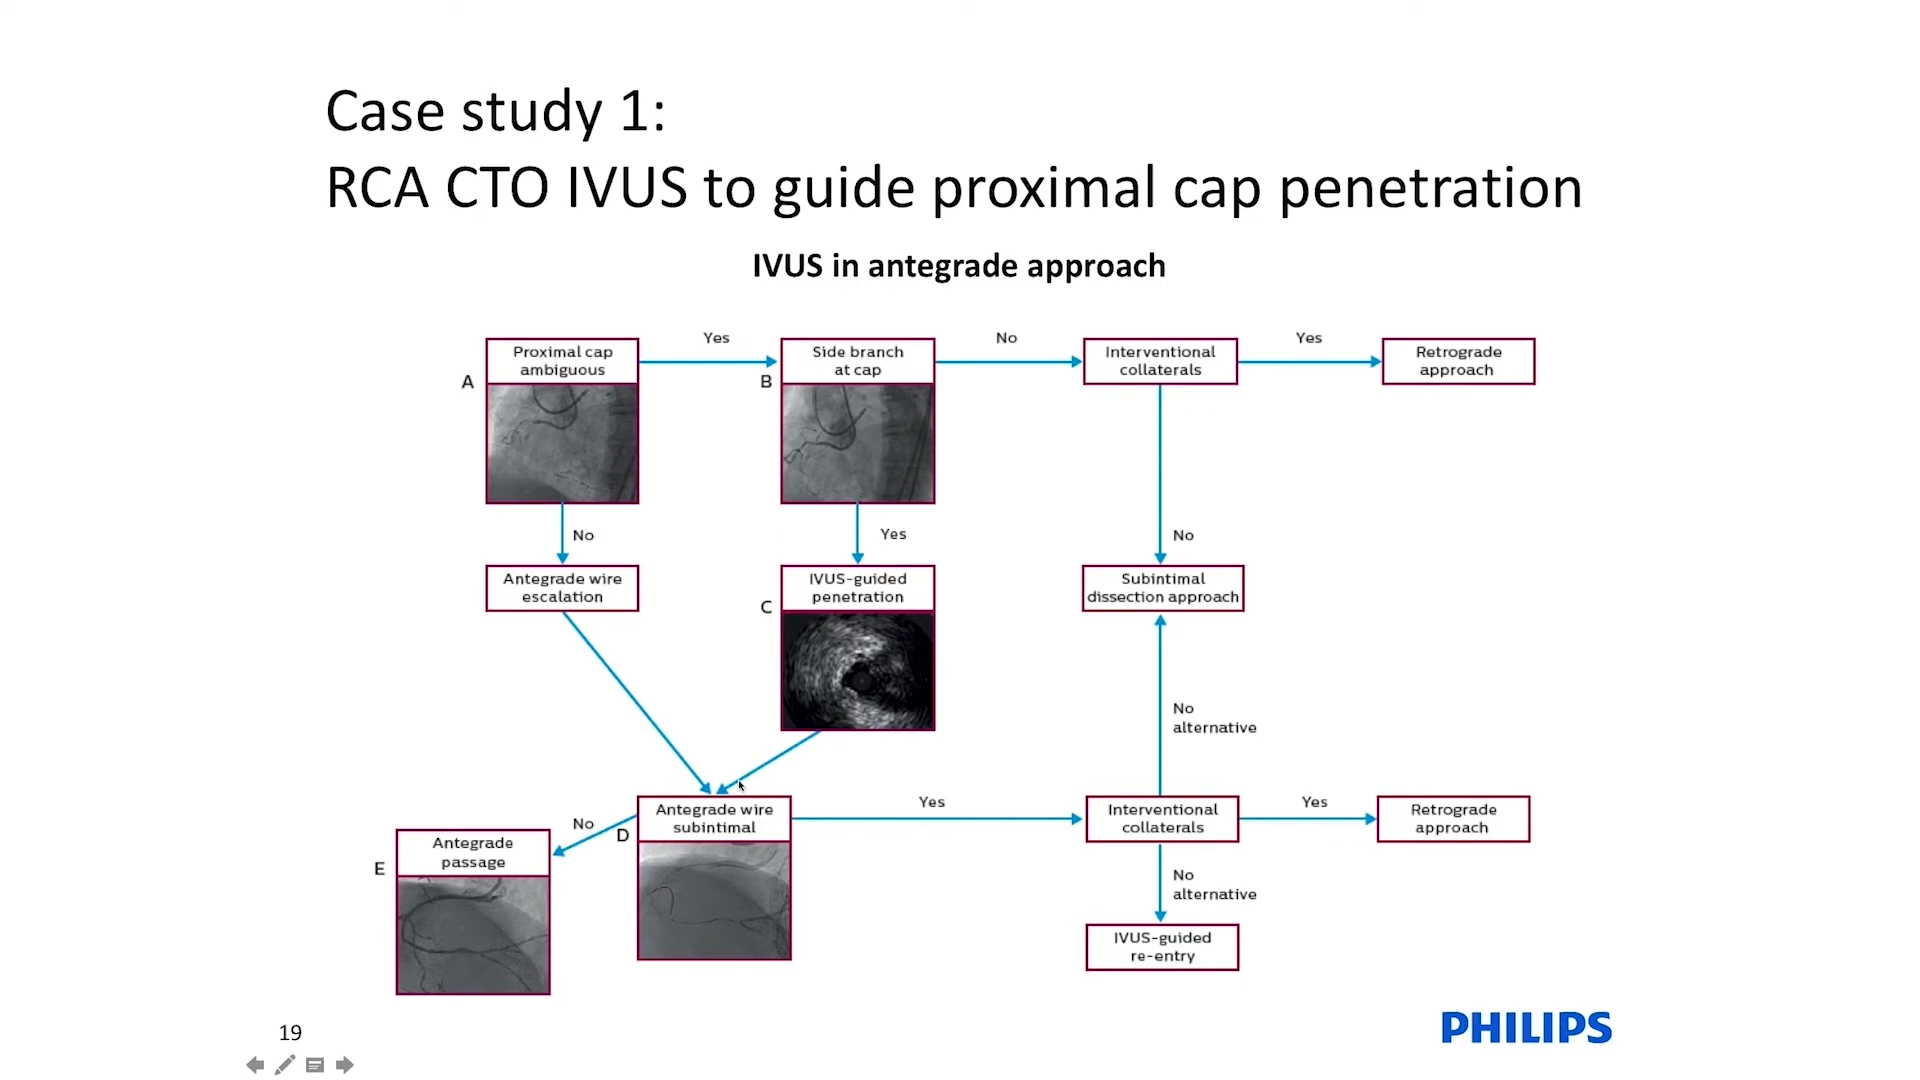 Case study 1:
RCA CTO IVUS to guide proximal cap penetration
IVUS in antegrade approach
A
Proximal cap
ambiguous
Yes
B
Side branch
at cap
No
Interventional
collaterals
Yes
Retrograde
approach
No
Yes
No
Antegrade wire
escalation
C
IVUS-guided
penetration
Subintimal
dissection approach
No
alternative
E
Antegrade
passage
No
D
Antegrade wire
subintimal
Yes
Interventional
collaterals
Yes
Retrograde
approach
No
alternative
IVUS-guided
re-entry
19
PHILIPS